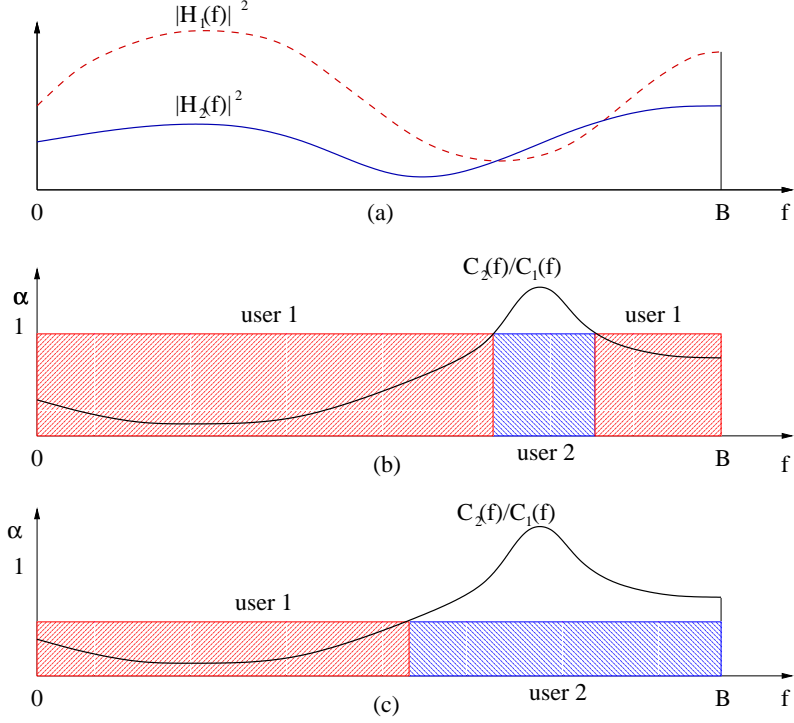 |H₁(f)| ²
|H₂(f)| ²
0
(a)
B
f
C₂(f)/C₁(f)
α
1
user 1
user 1
0
(b)
user 2
B
f
C₂(f)/C₁(f)
α
1
user 1
0
(c)
user 2
B
f